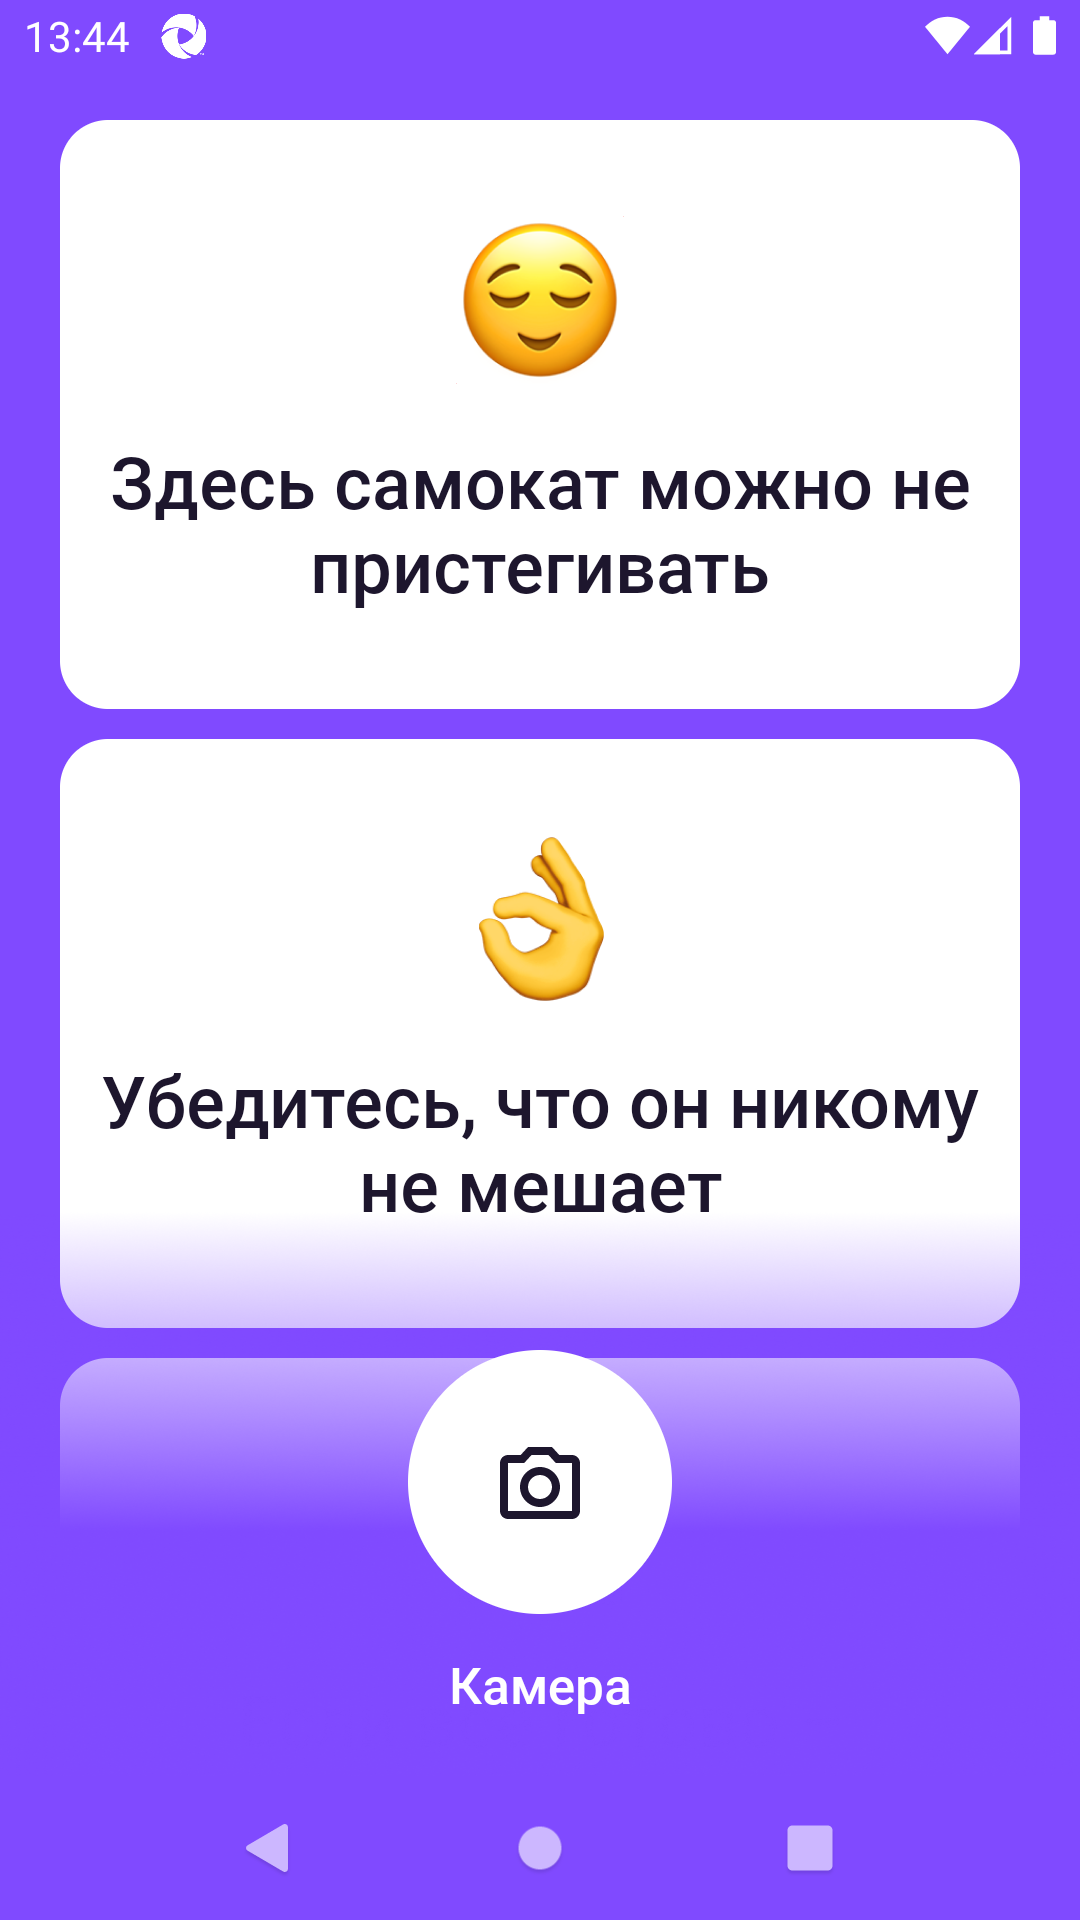 13:44
Здесь самокат можно не
пристегивать
Убедитесь, что он никому
не мешает
Камера